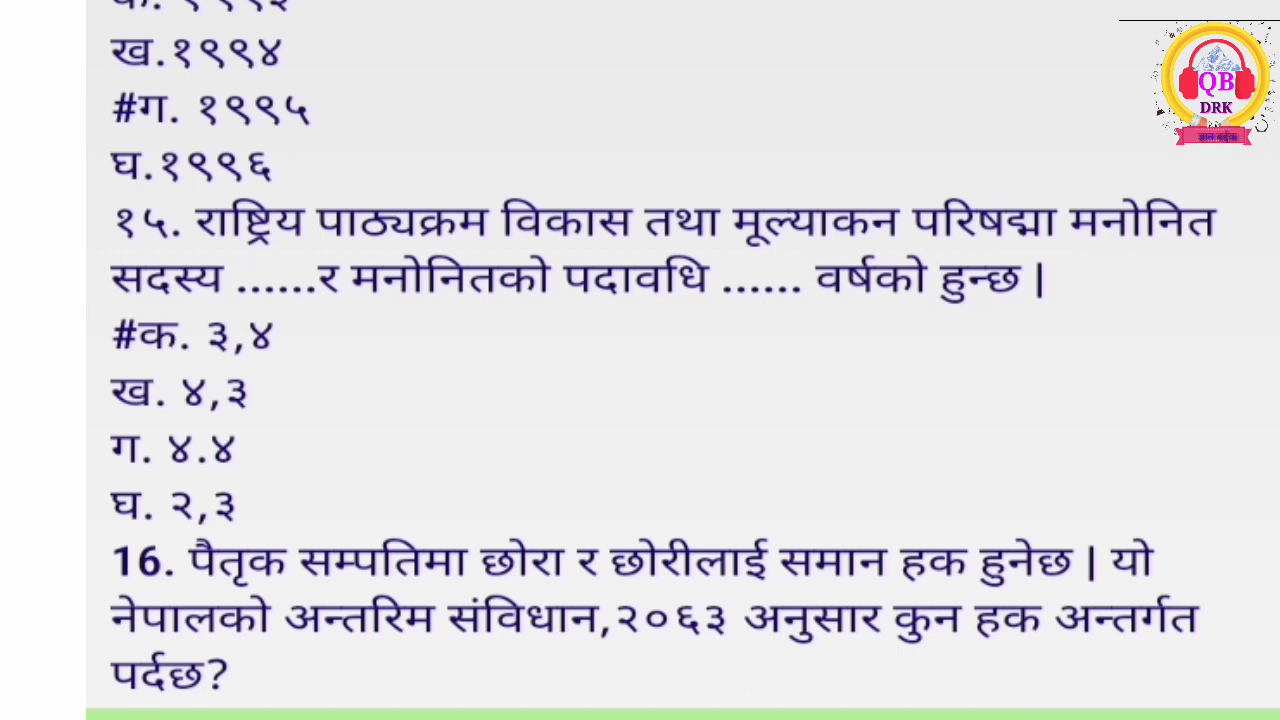 ख.१९९४
#ग. १९९५
घ.१९९६
१५. राष्ट्रिय पाठ्यक्रम विकास तथा मूल्याकन परिषद्मा मनोनित
सदस्य ......र मनोनितको पदावधि ...... वर्षको हुन्छ |
#क. ३,४
ख. ४,३
ग. ४.४
घ. २,३
16. पैतृक सम्पतिमा छोरा र छोरीलाई समान हक हुनेछ | यो
नेपालको अन्तरिम संविधान,२०६३ अनुसार कुन हक अन्तर्गत
पर्दछ?
QB
DRK